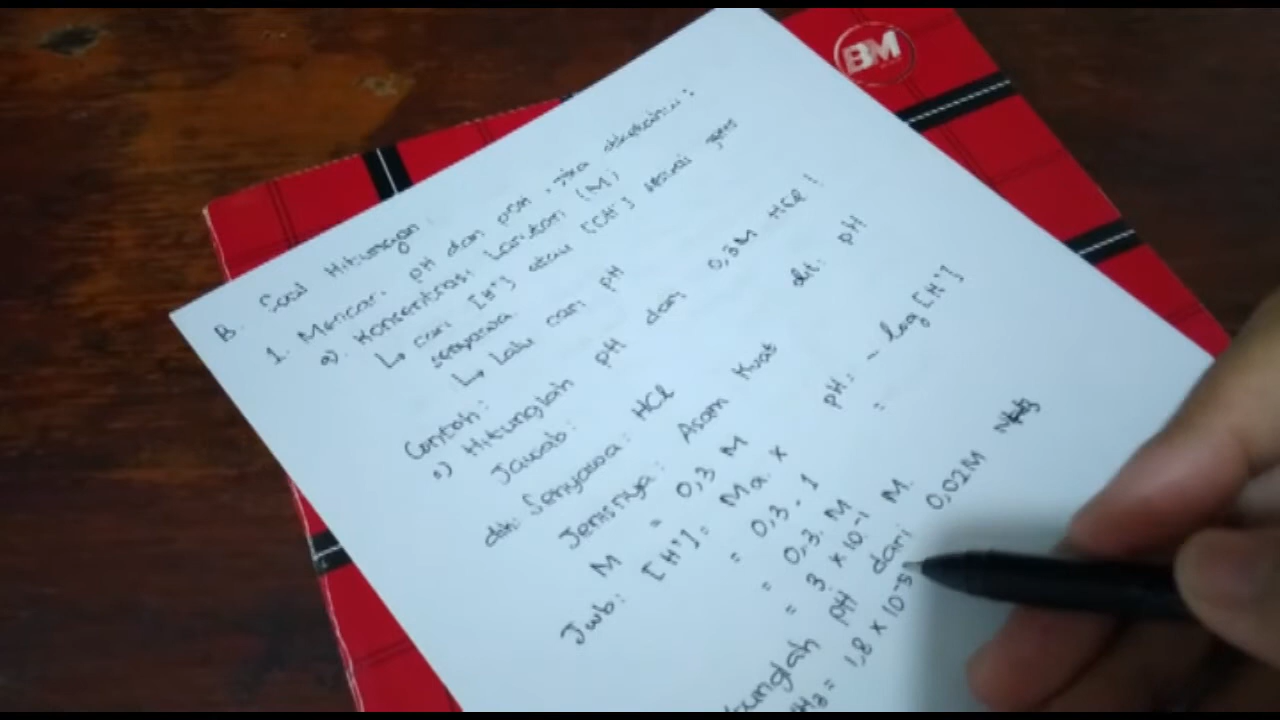 BM
B. Soal Hitungan:
1. Mencari pH dan pOH, jika diketahui:
a). Konsentrasi Larutan (M)
↳ cari [H⁺] atau [OH⁻] sesuai jenis
senyawa
↳ Lalu cari pH
Contoh:
1) Hitunglah pH dari 0,3M HCl!
Jawab:
dik: Senyawa: HCl dit: pH
Jenisnya: Asam Kuat
M = 0,3 M
Jwb: [H⁺] = Ma. x pH = - log [H⁺]
= 0,3 . 1 =
= 0,3 M
= 3 x 10⁻¹ M.
pH dari 0,02M
1,8 x 10⁻⁵